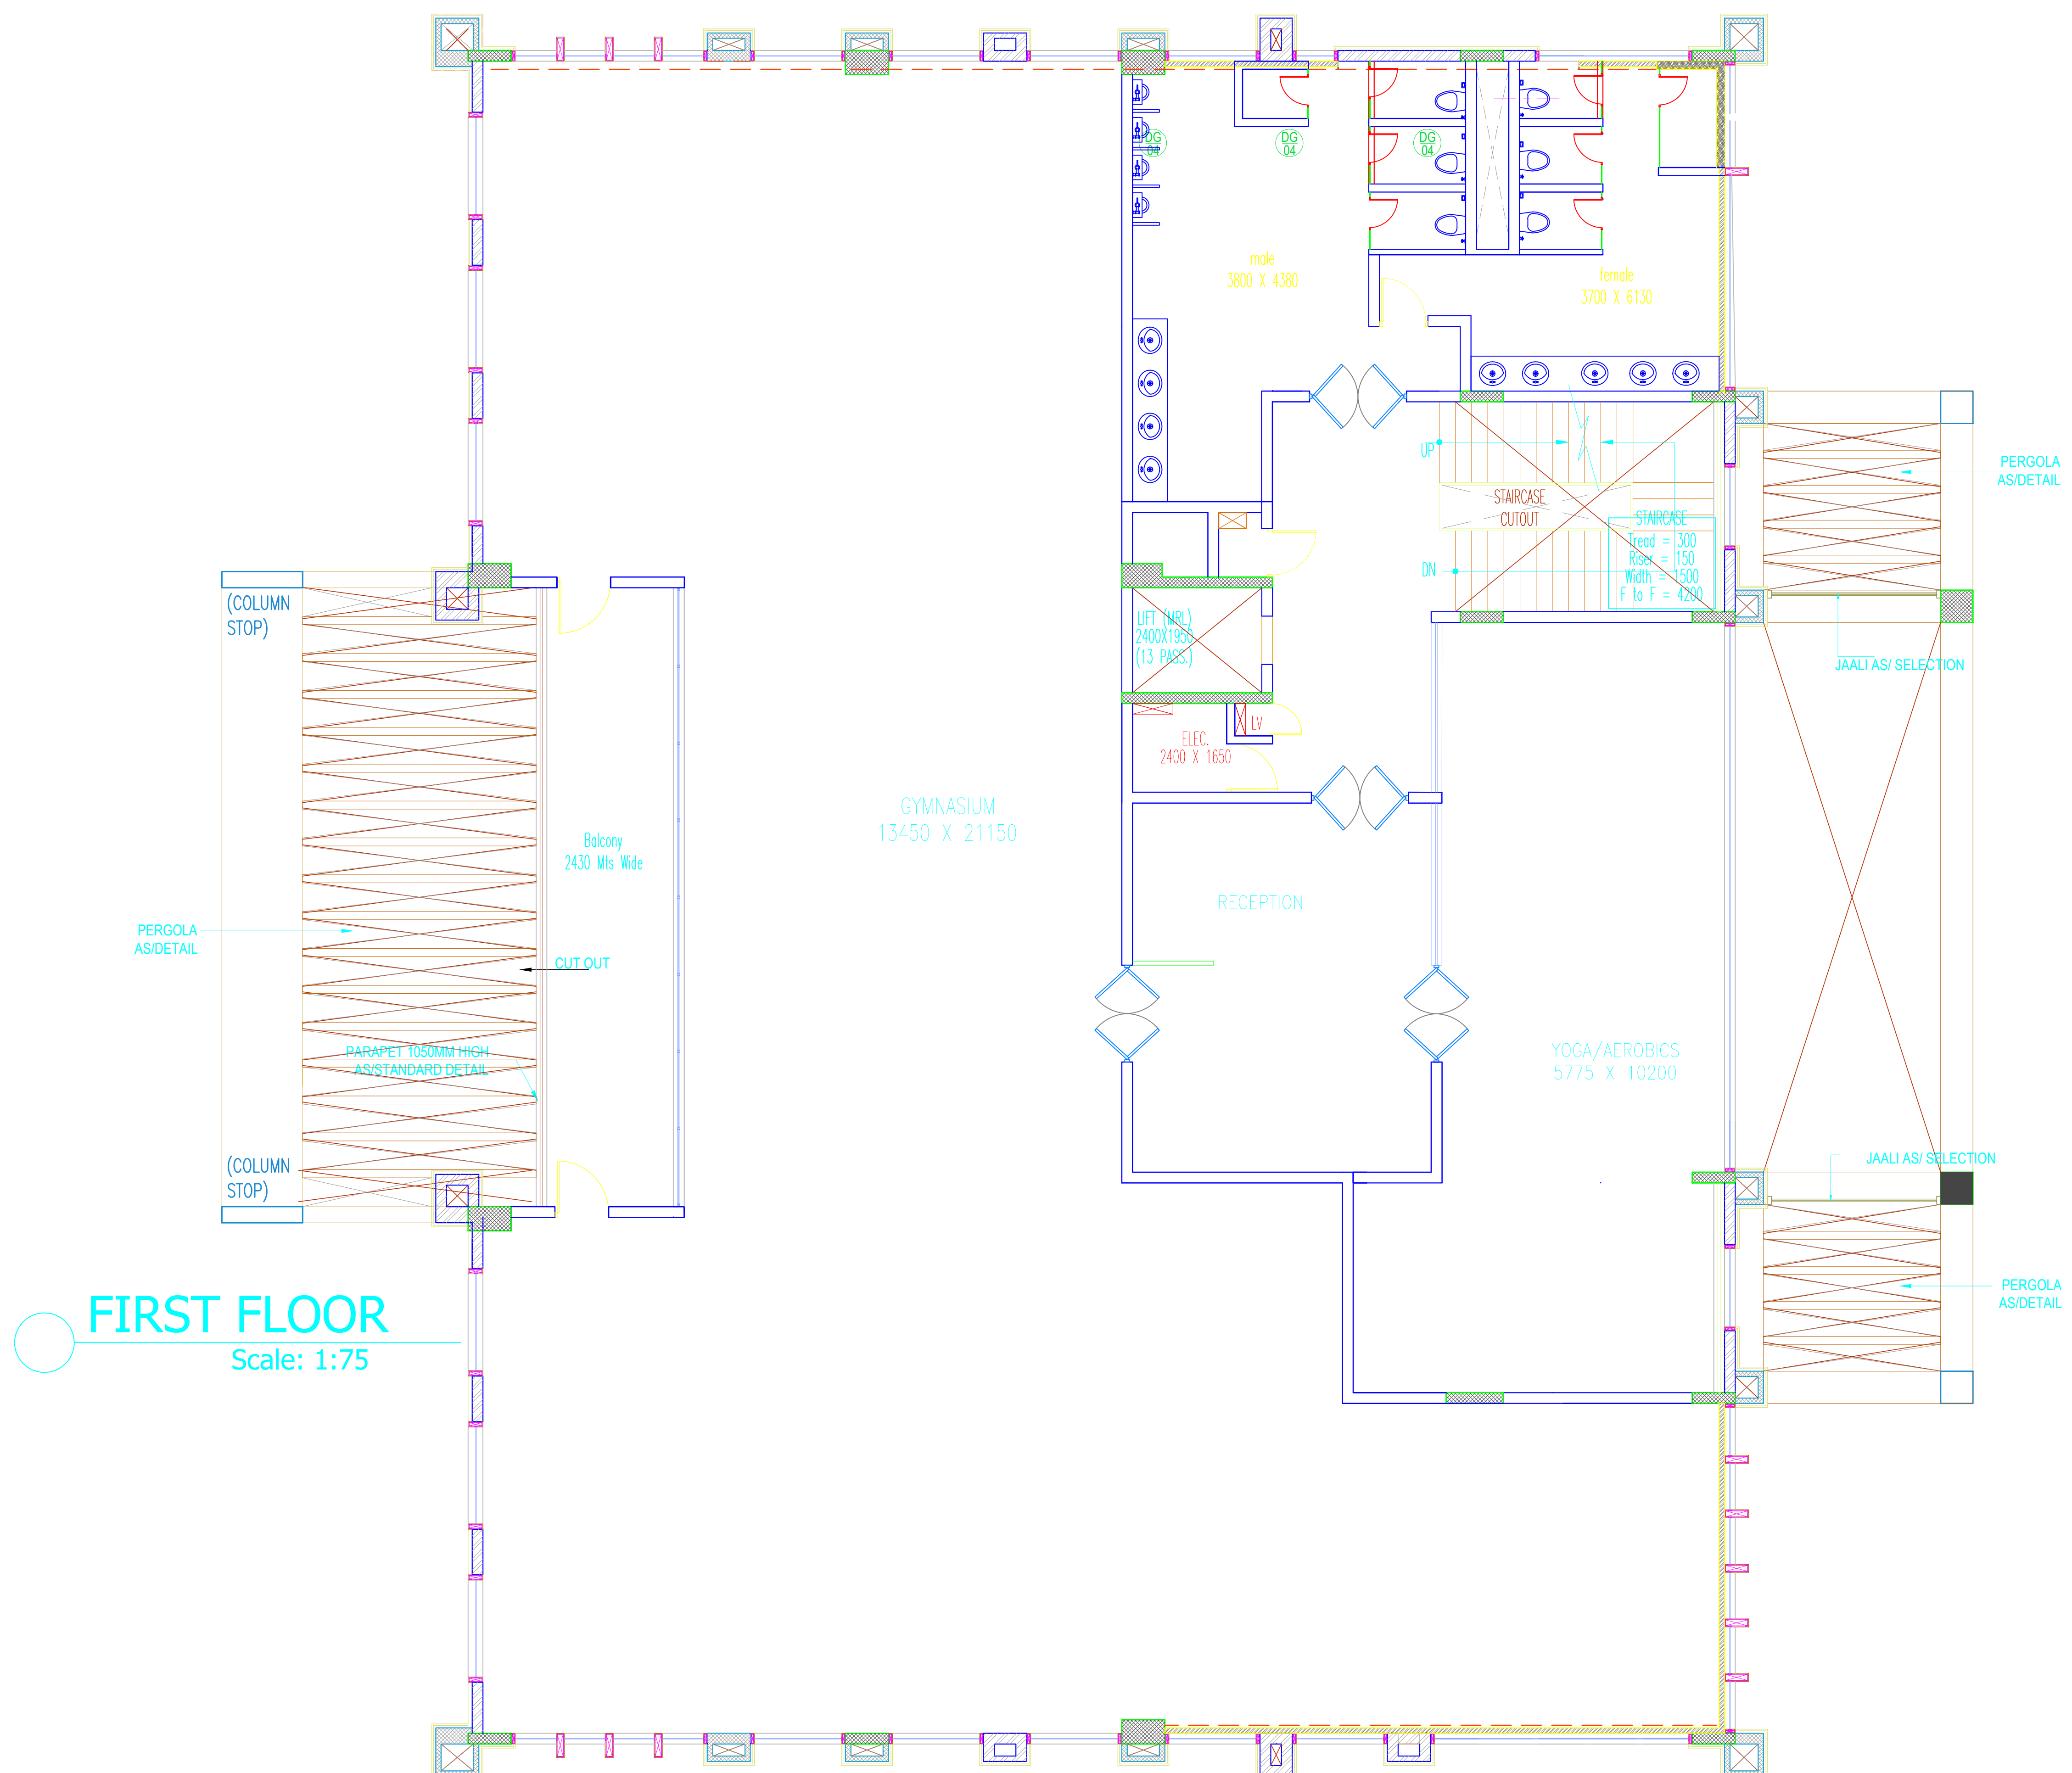 DG
04
DG
04
DG
04
male
3800 X 4380
female
3700 X 6130
UP
STAIRCASE
CUTOUT
STAIRCASE
Tread = 300
Riser = 150
Width = 1500
F to F = 4200
DN
PERGOLA
AS/DETAIL
(COLUMN
STOP)
LIFT (MRL)
2400X1950
(13 PASS.)
JAALI AS/ SELECTION
LV
ELEC.
2400 X 1650
GYMNASIUM
13450 X 21150
Balcony
2430 Mts Wide
RECEPTION
PERGOLA
AS/DETAIL
CUT OUT
PARAPET 1050MM HIGH
AS/STANDARD DETAIL
YOGA/AEROBICS
5775 X 10200
(COLUMN
STOP)
JAALI AS/ SELECTION
PERGOLA
AS/DETAIL
FIRST FLOOR
Scale: 1:75